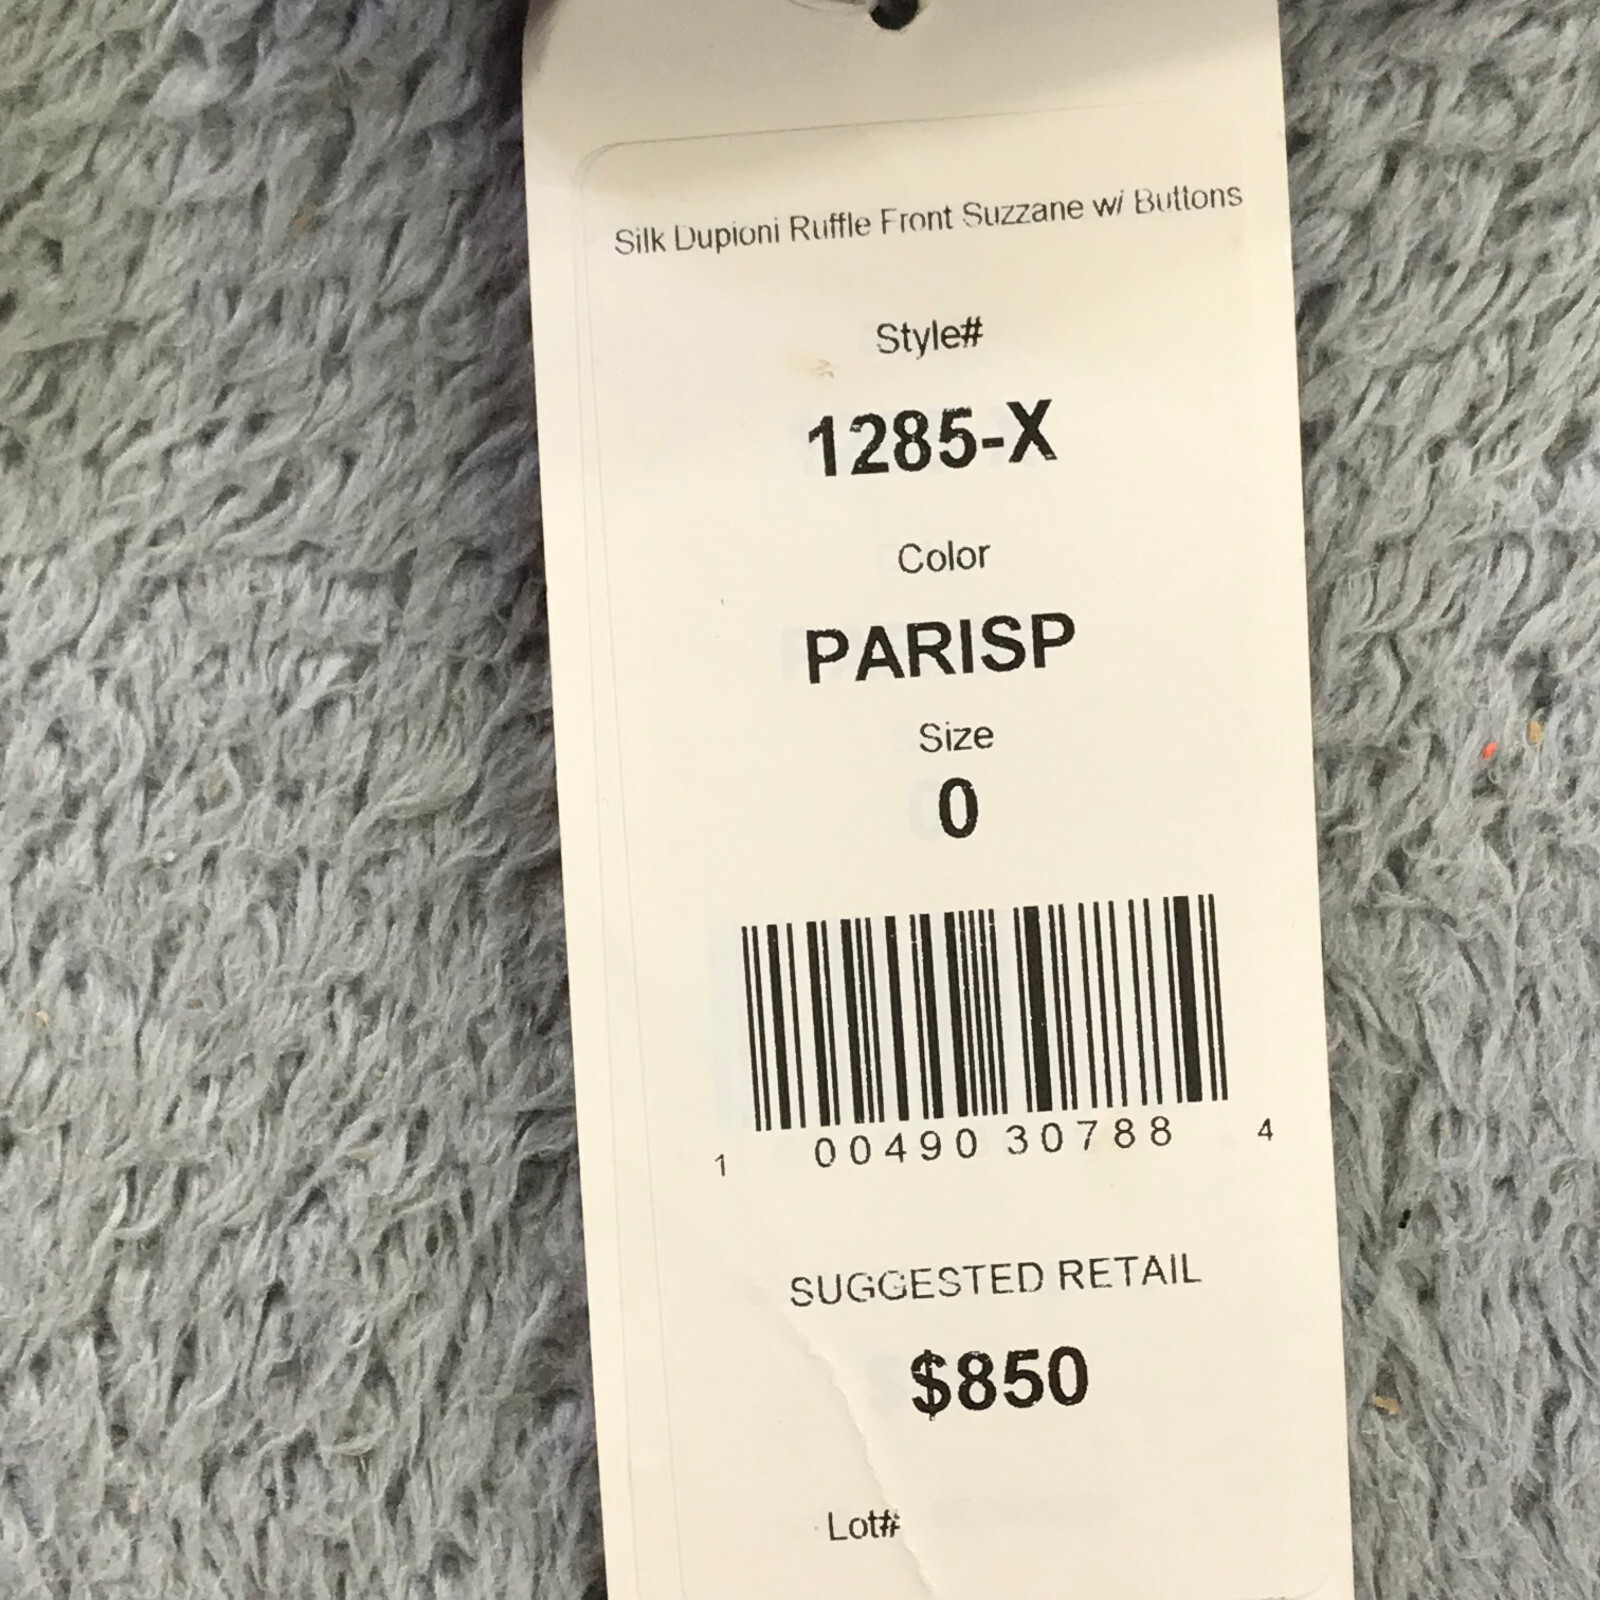 Silk Dupioni Ruffle Front Suzzane w/ Buttons
Style#
1285-X
Color
PARISP
Size
0
1 00490 30788 4
SUGGESTED RETAIL
$850
Lot#